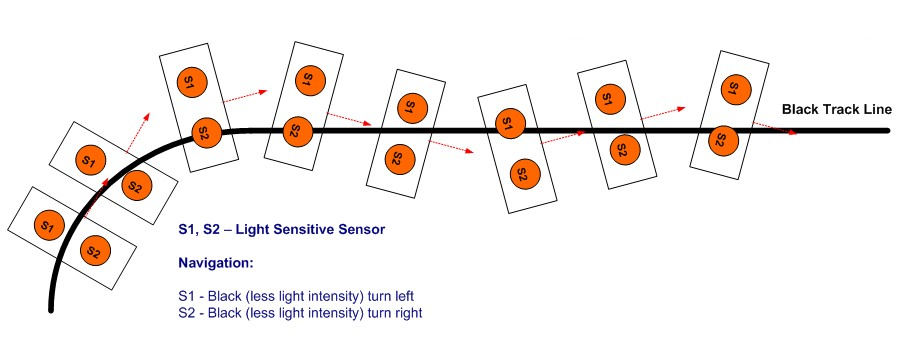 S1
S2
S1
S2
S1
S2
S1
S2
S1
S2
S1
S2
S1
S2
S1
S2
Black Track Line
S1, S2 – Light Sensitive Sensor
Navigation:
S1 - Black (less light intensity) turn left
S2 - Black (less light intensity) turn right